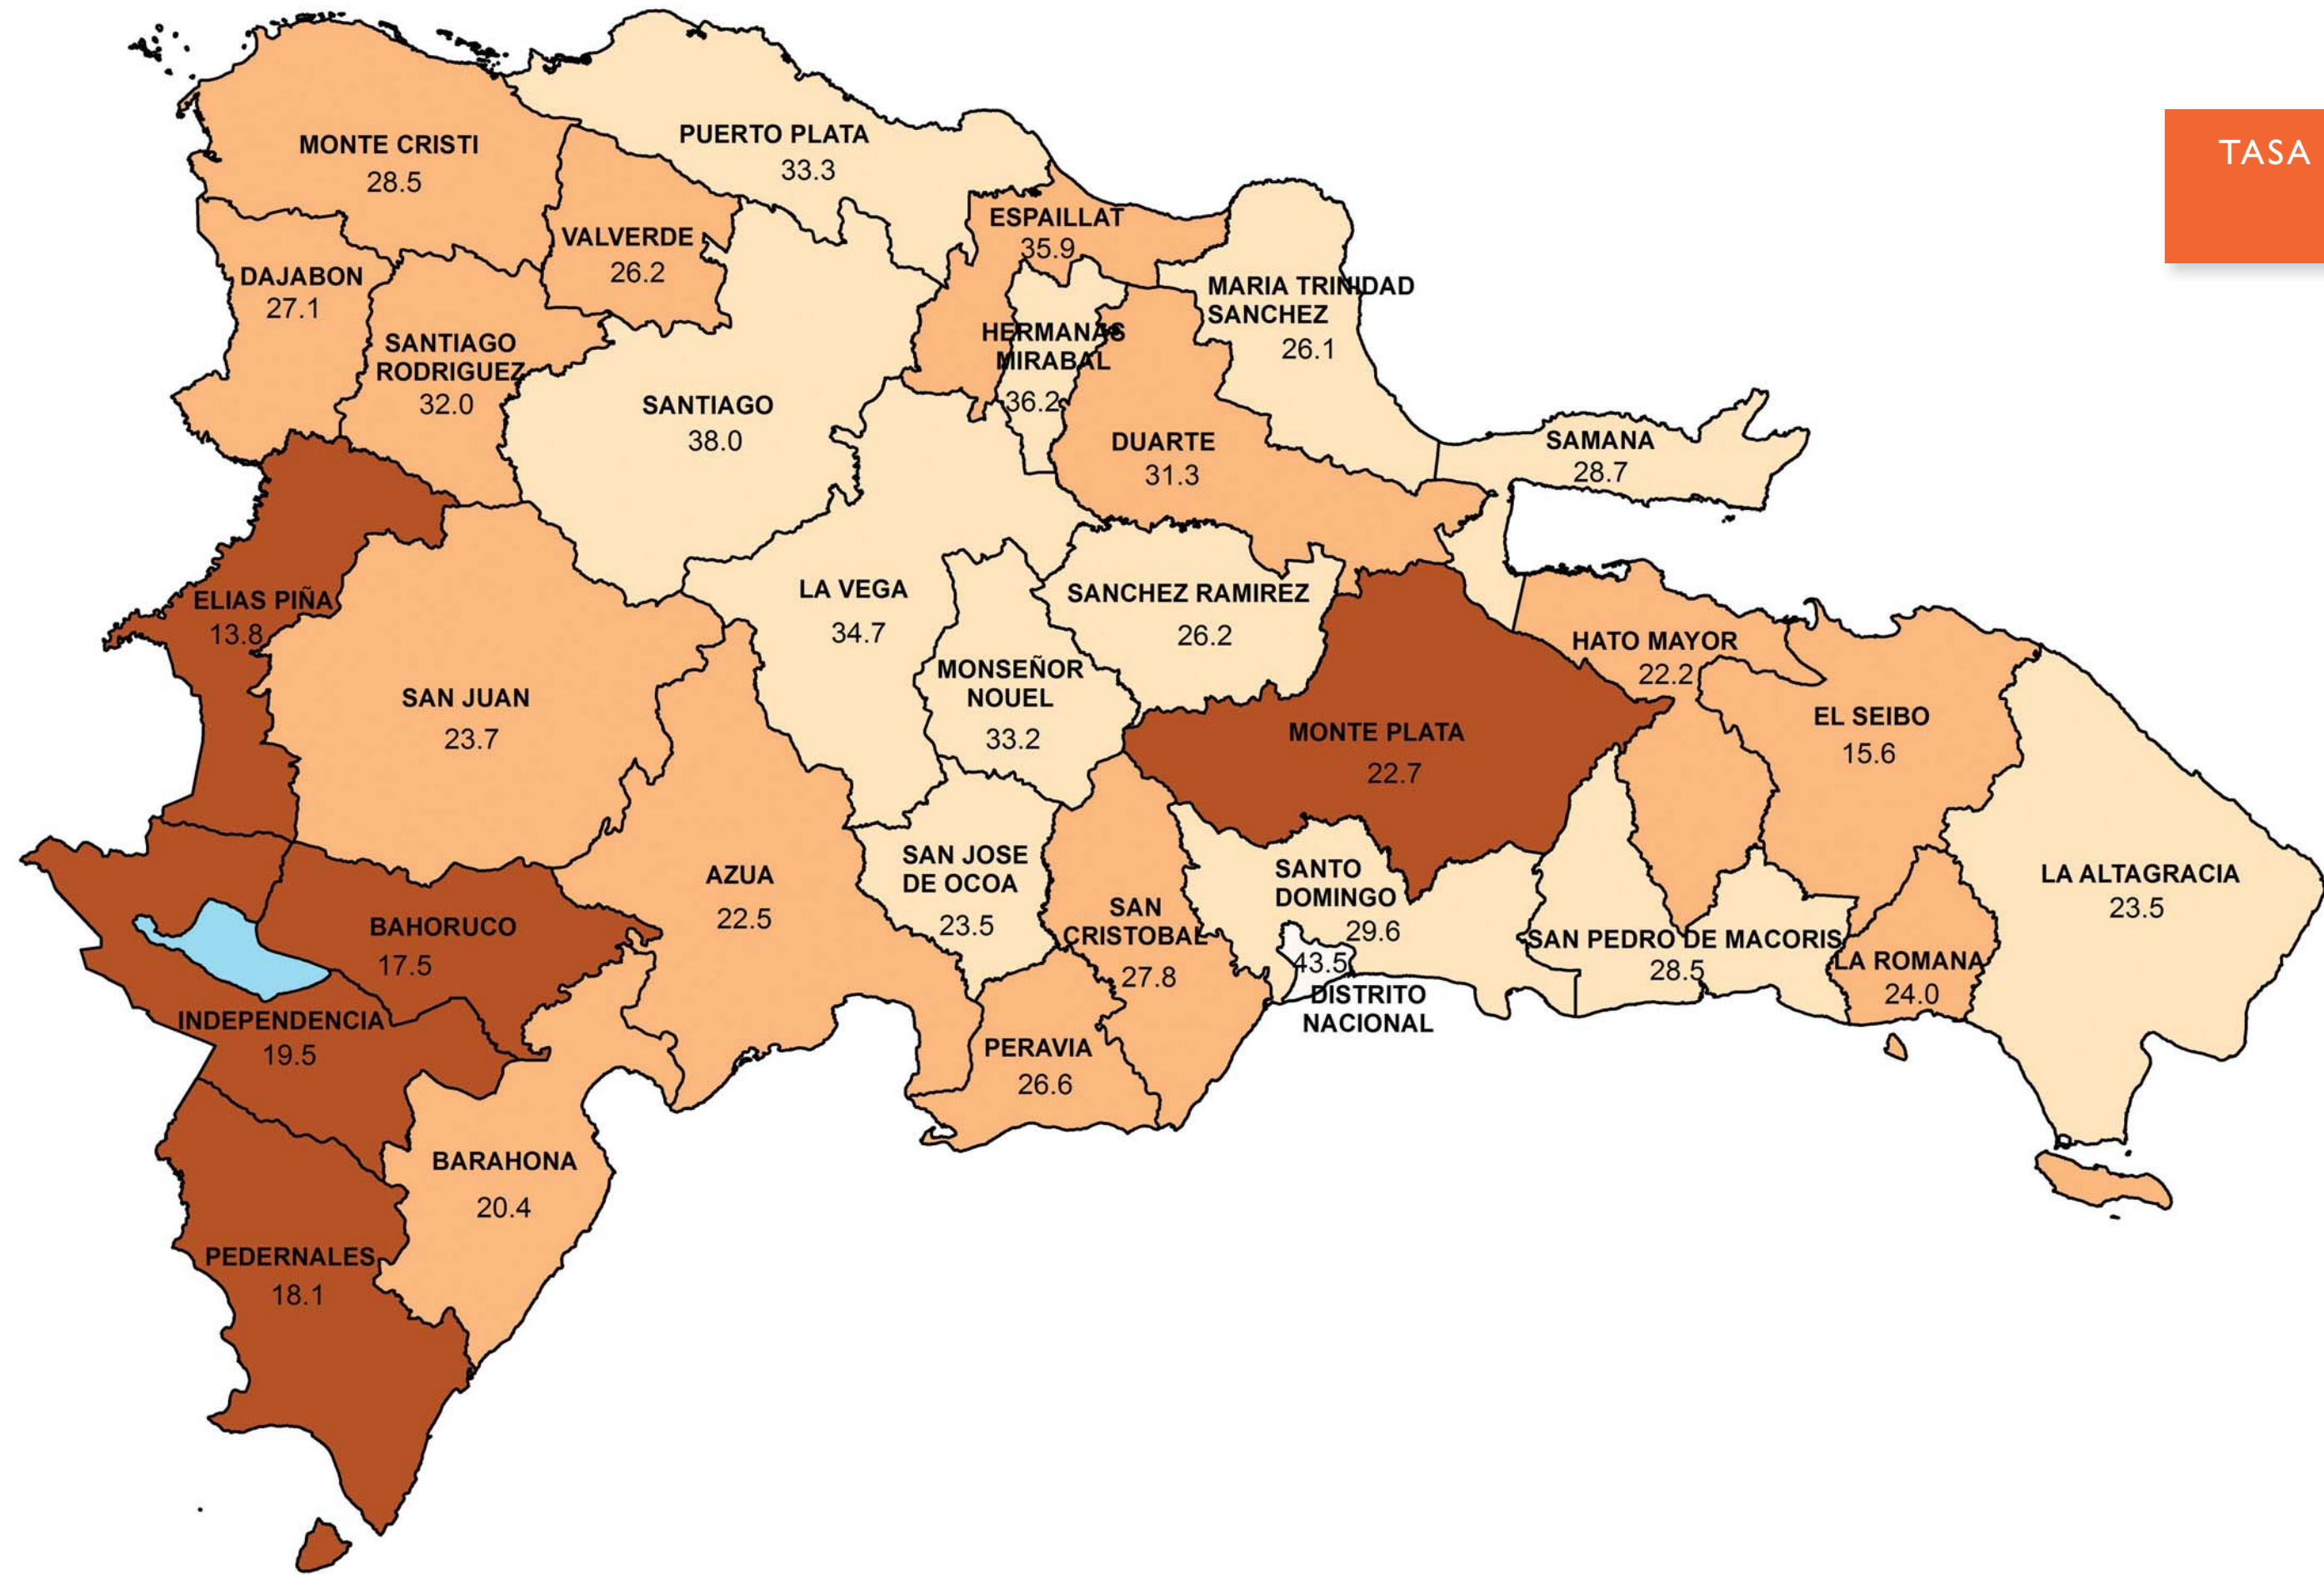 TASA
PUERTO PLATA
33.3
MONTE CRISTI
28.5
ESPAILLAT
35.9
VALVERDE
26.2
DAJABON
27.1
MARIA TRINIDAD
SANCHEZ
26.1
HERMANAS
MIRABAL
36.2
SANTIAGO
RODRIGUEZ
32.0
SANTIAGO
38.0
DUARTE
31.3
SAMANA
28.7
ELIAS PIÑA
13.8
LA VEGA
34.7
SANCHEZ RAMIREZ
26.2
HATO MAYOR
22.2
MONSEÑOR
NOUEL
33.2
SAN JUAN
23.7
MONTE PLATA
22.7
EL SEIBO
15.6
AZUA
22.5
SAN JOSE
DE OCOA
23.5
SANTO
DOMINGO
29.6
LA ALTAGRACIA
23.5
SAN
CRISTOBAL
27.8
BAHORUCO
17.5
SAN PEDRO DE MACORIS
28.5
LA ROMANA
24.0
43.5
DISTRITO
NACIONAL
INDEPENDENCIA
19.5
PERAVIA
26.6
BARAHONA
20.4
PEDERNALES
18.1